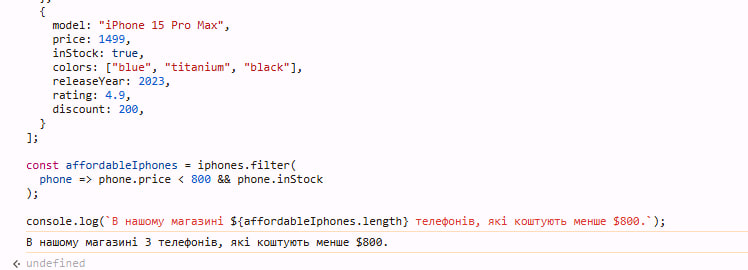 {
model: "iPhone 15 Pro Max",
price: 1499,
inStock: true,
colors: ["blue", "titanium", "black"],
releaseYear: 2023,
rating: 4.9,
discount: 200,
}
];
const affordableIphones = iphones.filter(
phone => phone.price < 800 && phone.inStock
);
console.log(`В нашому магазині ${affordableIphones.length} телефонів, які коштують менше $800.`);
В нашому магазині 3 телефонів, які коштують менше $800.
undefined